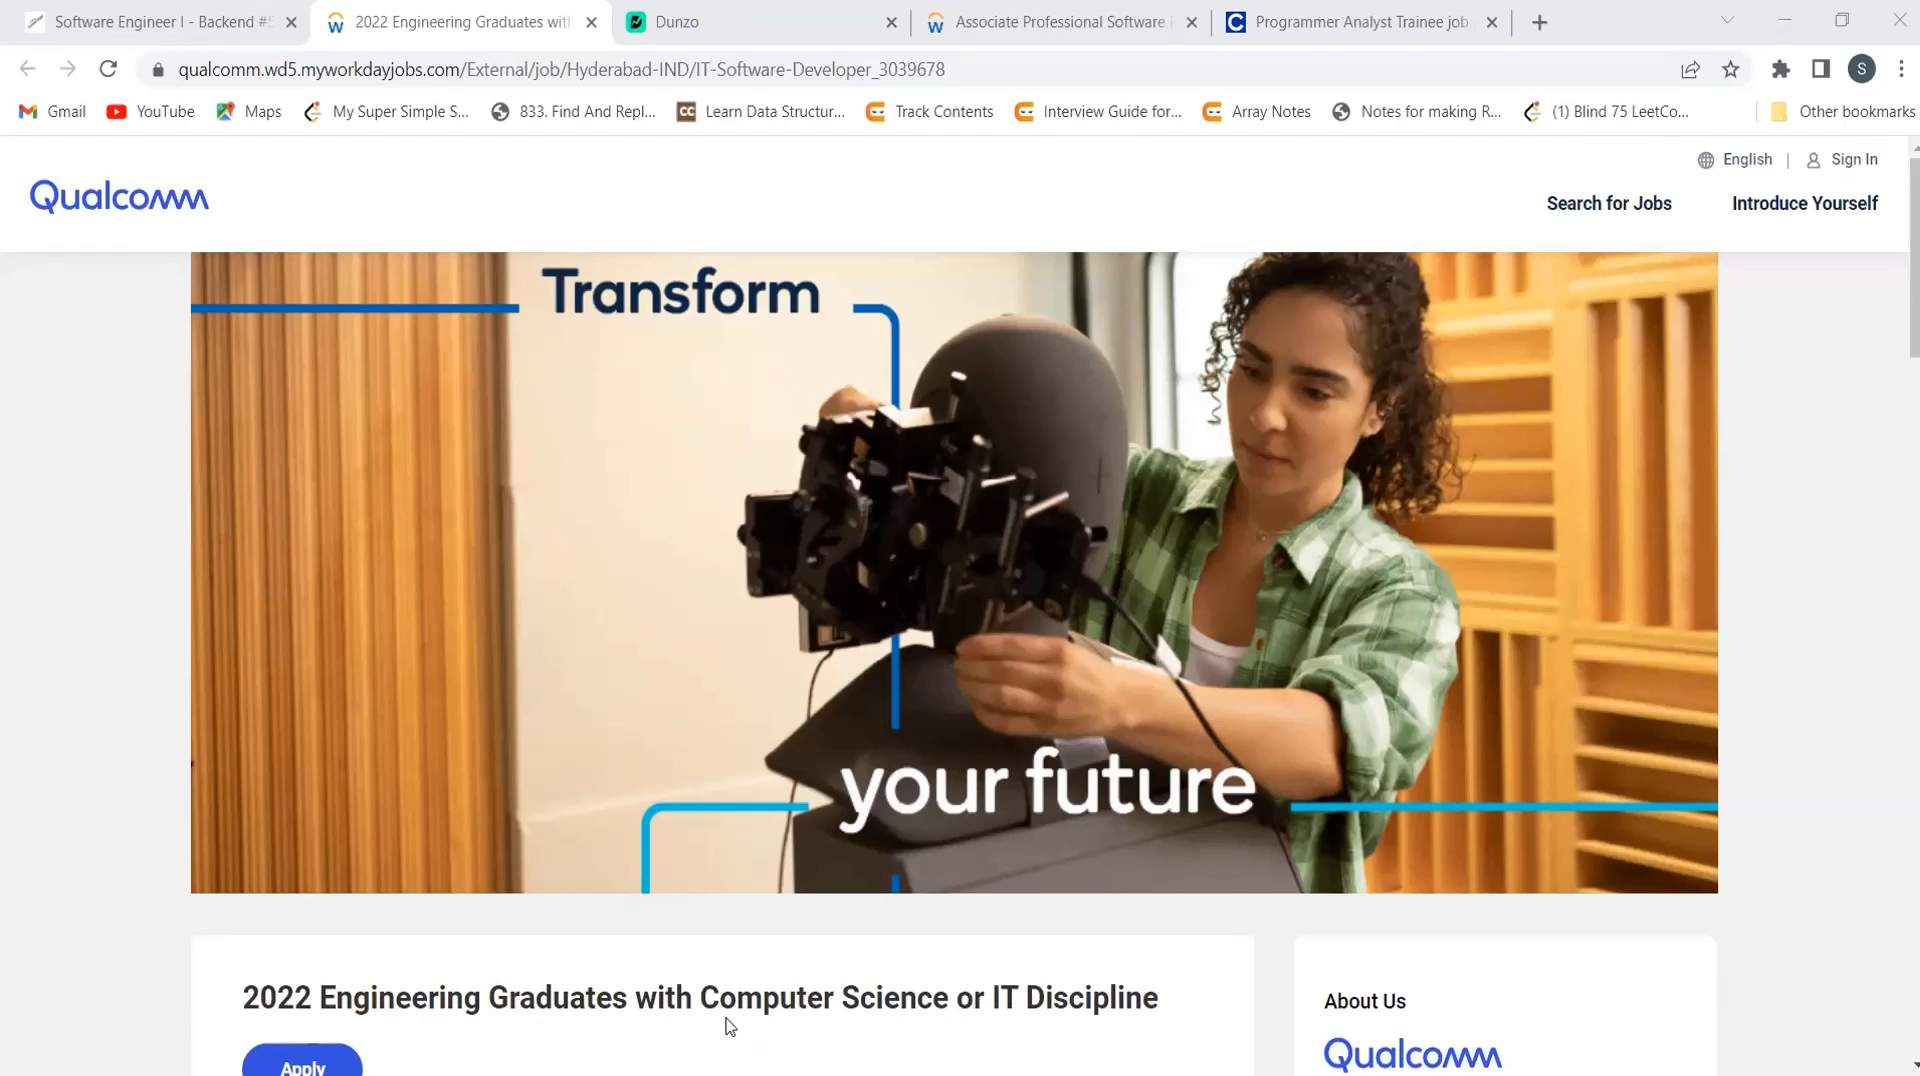 Software Engineer I - Backend #5
2022 Engineering Graduates with
Dunzo
Associate Professional Software
Programmer Analyst Trainee job
qualcomm.wd5.myworkdayjobs.com/External/job/Hyderabad-IND/IT-Software-Developer_3039678
S
Gmail
YouTube
Maps
My Super Simple S...
833. Find And Repl...
CC
Learn Data Structur...
Track Contents
Interview Guide for...
Array Notes
Notes for making R...
(1) Blind 75 LeetCo...
Other bookmarks
English
Sign In
Qualcomm
Search for Jobs
Introduce Yourself
Transform
your future
2022 Engineering Graduates with Computer Science or IT Discipline
Apply
About Us
Qualcomm